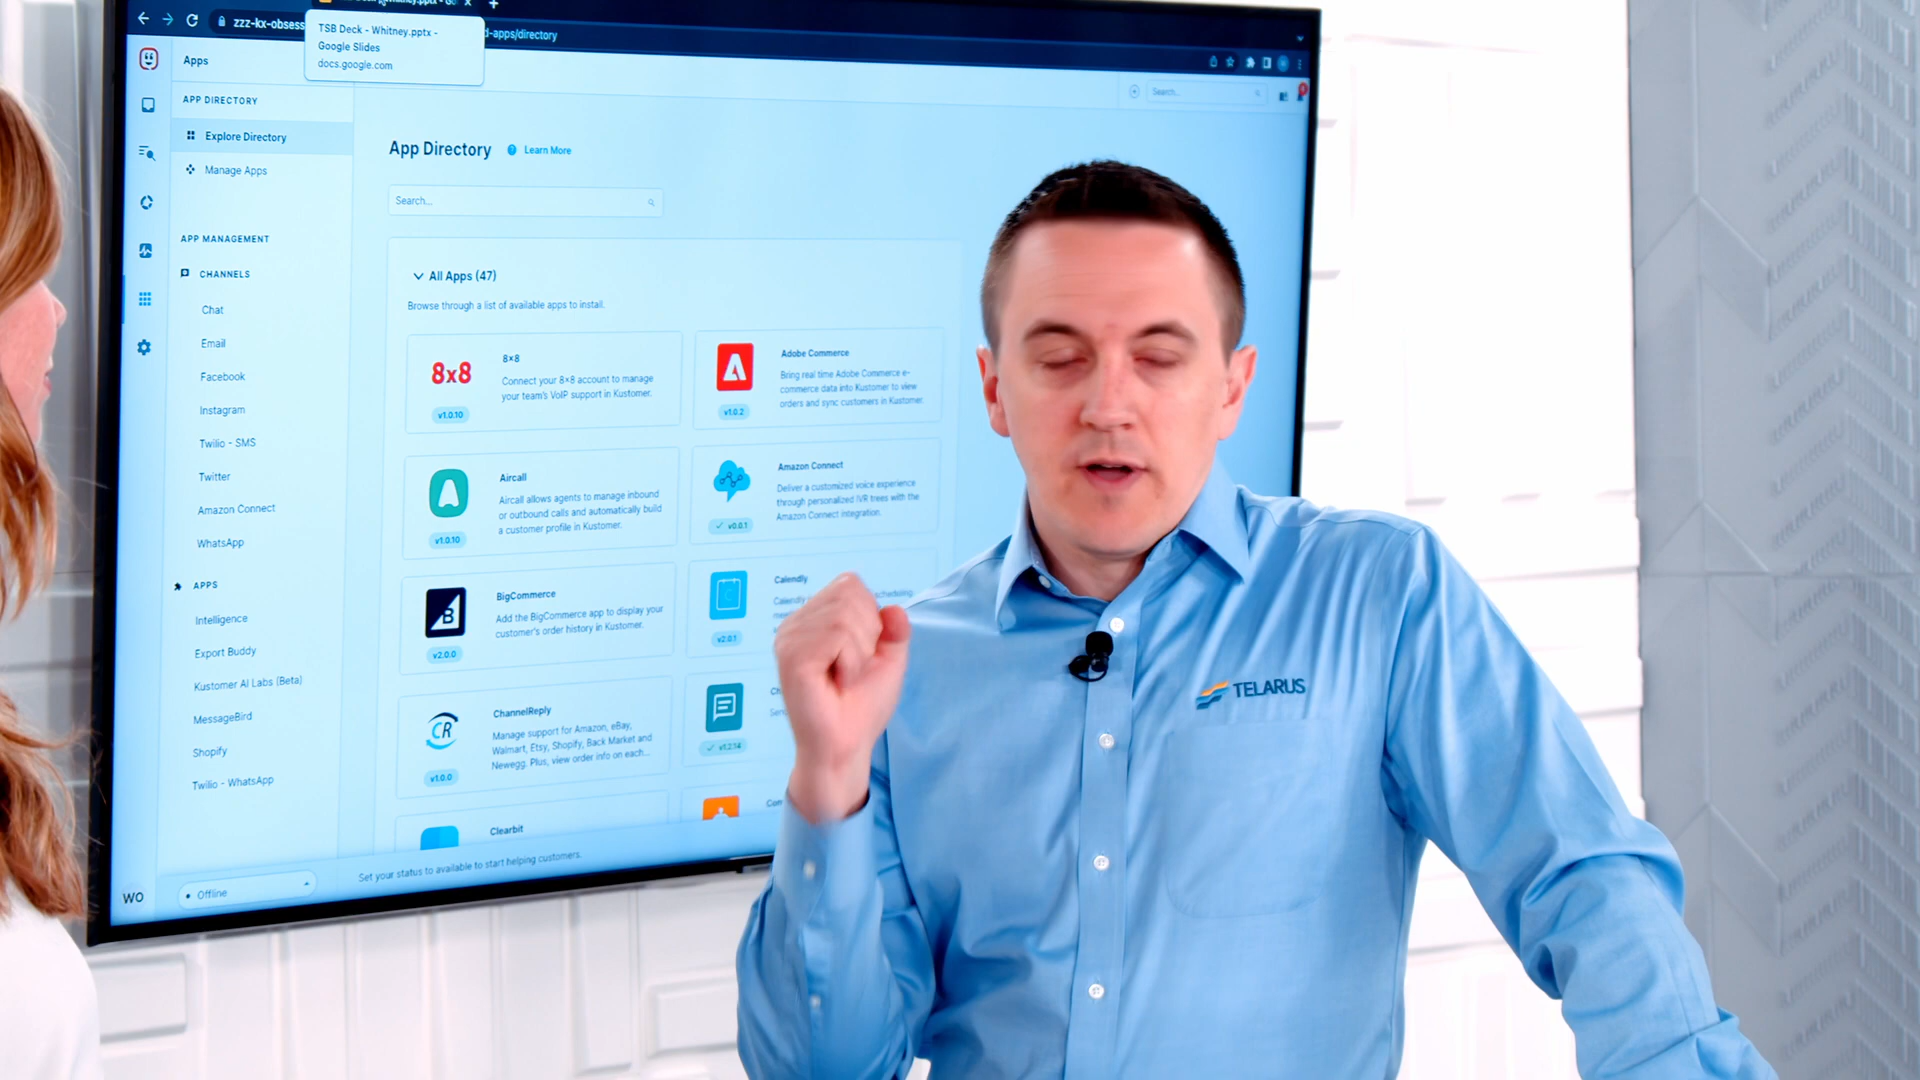 zzz-kx-obsess
d-apps/directory
TSB Deck - Whitney.pptx -
Google Slides
docs.google.com
Apps
Search...
APP DIRECTORY
Explore Directory
Manage Apps
APP MANAGEMENT
CHANNELS
Chat
Email
Facebook
Instagram
Twilio - SMS
Twitter
Amazon Connect
WhatsApp
APPS
Intelligence
Export Buddy
Kustomer AI Labs (Beta)
MessageBird
Shopify
Twilio - WhatsApp
WO
Offline
App Directory
Learn More
Search...
All Apps (47)
Browse through a list of available apps to install.
8x8
8×8
Connect your 8×8 account to manage
your team's VoIP support in Kustomer.
v1.0.10
Adobe Commerce
Bring real time Adobe Commerce e-
commerce data into Kustomer to view
orders and sync customers in Kustomer.
v1.0.2
Aircall
Aircall allows agents to manage inbound
or outbound calls and automatically build
a customer profile in Kustomer.
v1.0.10
Amazon Connect
Deliver a customized voice experience
through personalized IVR trees with the
Amazon Connect integration.
v0.0.1
BigCommerce
Add the BigCommerce app to display your
customer's order history in Kustomer.
v2.0.0
Calendly
Calendly
scheduling
v2.0.1
ChannelReply
CR
Manage support for Amazon, eBay,
Walmart, Etsy, Shopify, Back Market and
Newegg. Plus, view order info on each...
v1.0.0
v1.2.14
Clearbit
Set your status to available to start helping customers.
TELARUS